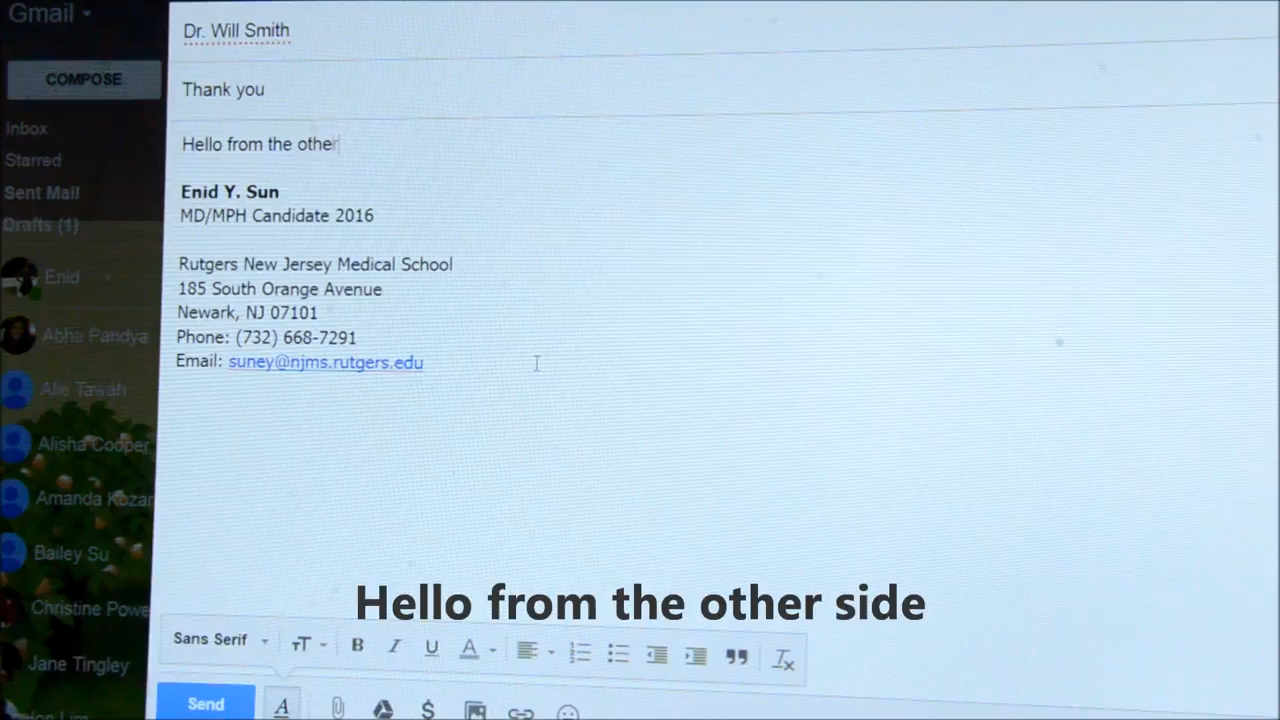 Gmail
COMPOSE
Inbox
Starred
Sent Mail
Drafts (1)
Enid
Abha Pandya
Alie Tawah
Alisha Cooper
Amanda Kozar
Bailey Su
Christine Powe
Jane Tingley
Dr. Will Smith
Thank you
Hello from the other
Enid Y. Sun
MD/MPH Candidate 2016
Rutgers New Jersey Medical School
185 South Orange Avenue
Newark, NJ 07101
Phone: (732) 668-7291
Email: suney@njms.rutgers.edu
Hello from the other side
Sans Serif
Send